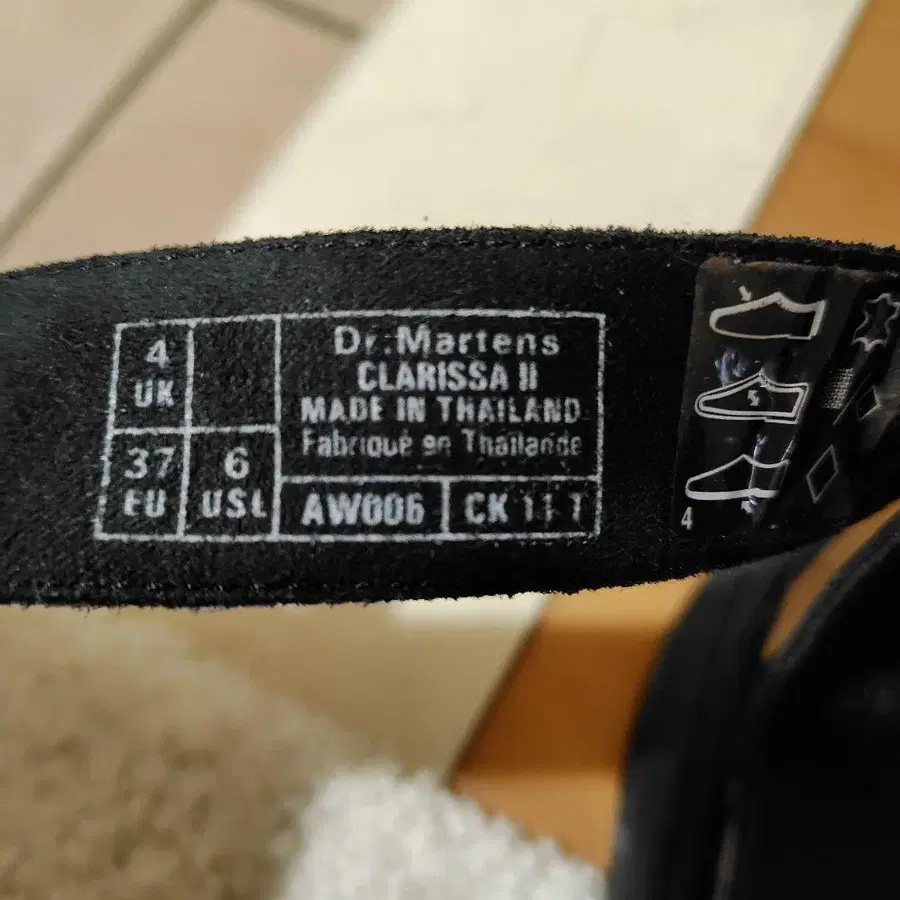 4
UK
37
EU
6
USL
Dr.Martens
CLARISSA II
MADE IN THAILAND
Fabriqué en Thaïlande
AW006
CK 11 T
4